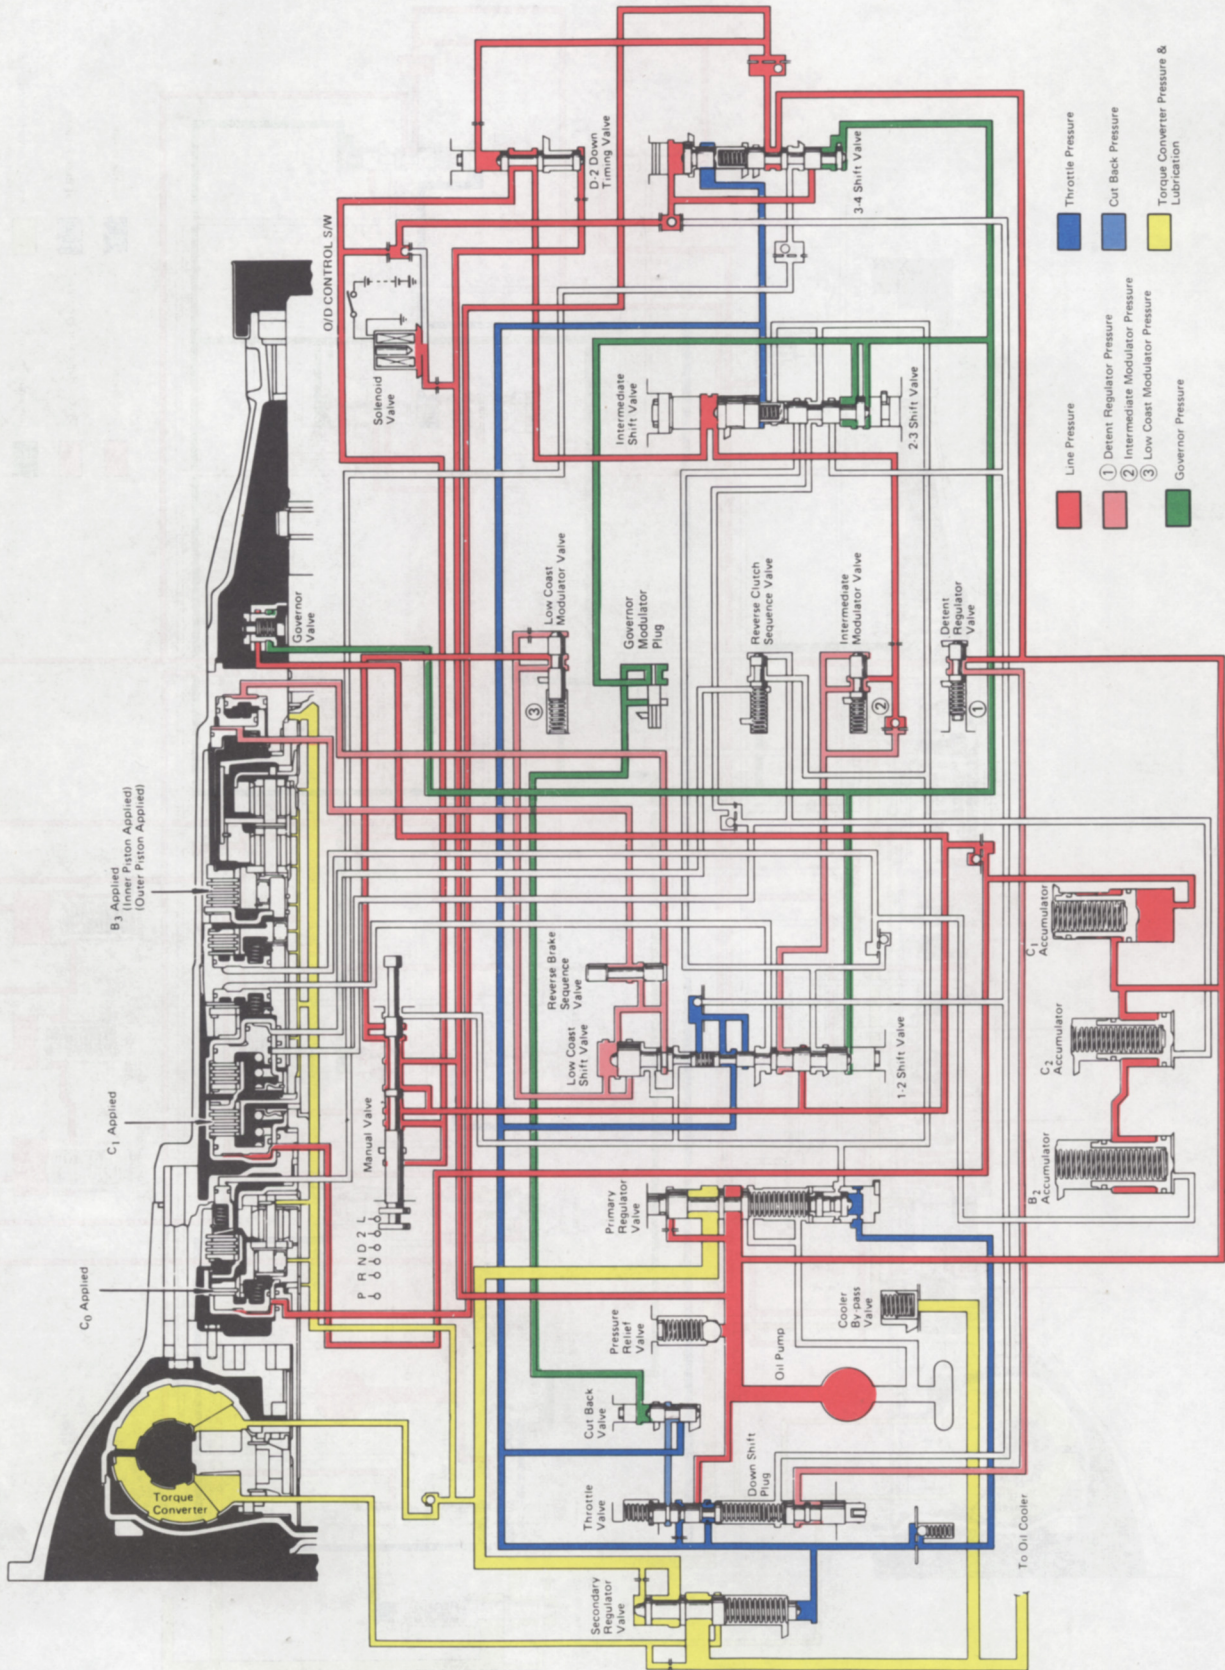 C0 Applied
C1 Applied
B3 Applied
(Inner Piston Applied)
(Outer Piston Applied)
Torque
Converter
P R N D 2 L
Manual Valve
Governor
Valve
O/D CONTROL S/W
Solenoid
Valve
D-2 Down
Timing Valve
Secondary
Regulator
Valve
Throttle
Valve
Down Shift
Plug
Cut Back
Valve
Pressure
Relief
Valve
Oil Pump
Cooler
By-pass
Valve
To Oil Cooler
Primary
Regulator
Valve
Low Coast
Shift Valve
Reverse Brake
Sequence
Valve
1-2 Shift Valve
Low Coast
Modulator Valve
3
Governor
Modulator
Plug
Reverse Clutch
Sequence Valve
Intermediate
Modulator Valve
2
Detent
Regulator
Valve
1
Intermediate
Shift Valve
2-3 Shift Valve
3-4 Shift Valve
B2
Accumulator
C2
Accumulator
C1
Accumulator
Line Pressure
① Detent Regulator Pressure
② Intermediate Modulator Pressure
③ Low Coast Modulator Pressure
Governor Pressure
Throttle Pressure
Cut Back Pressure
Torque Converter Pressure &
Lubrication